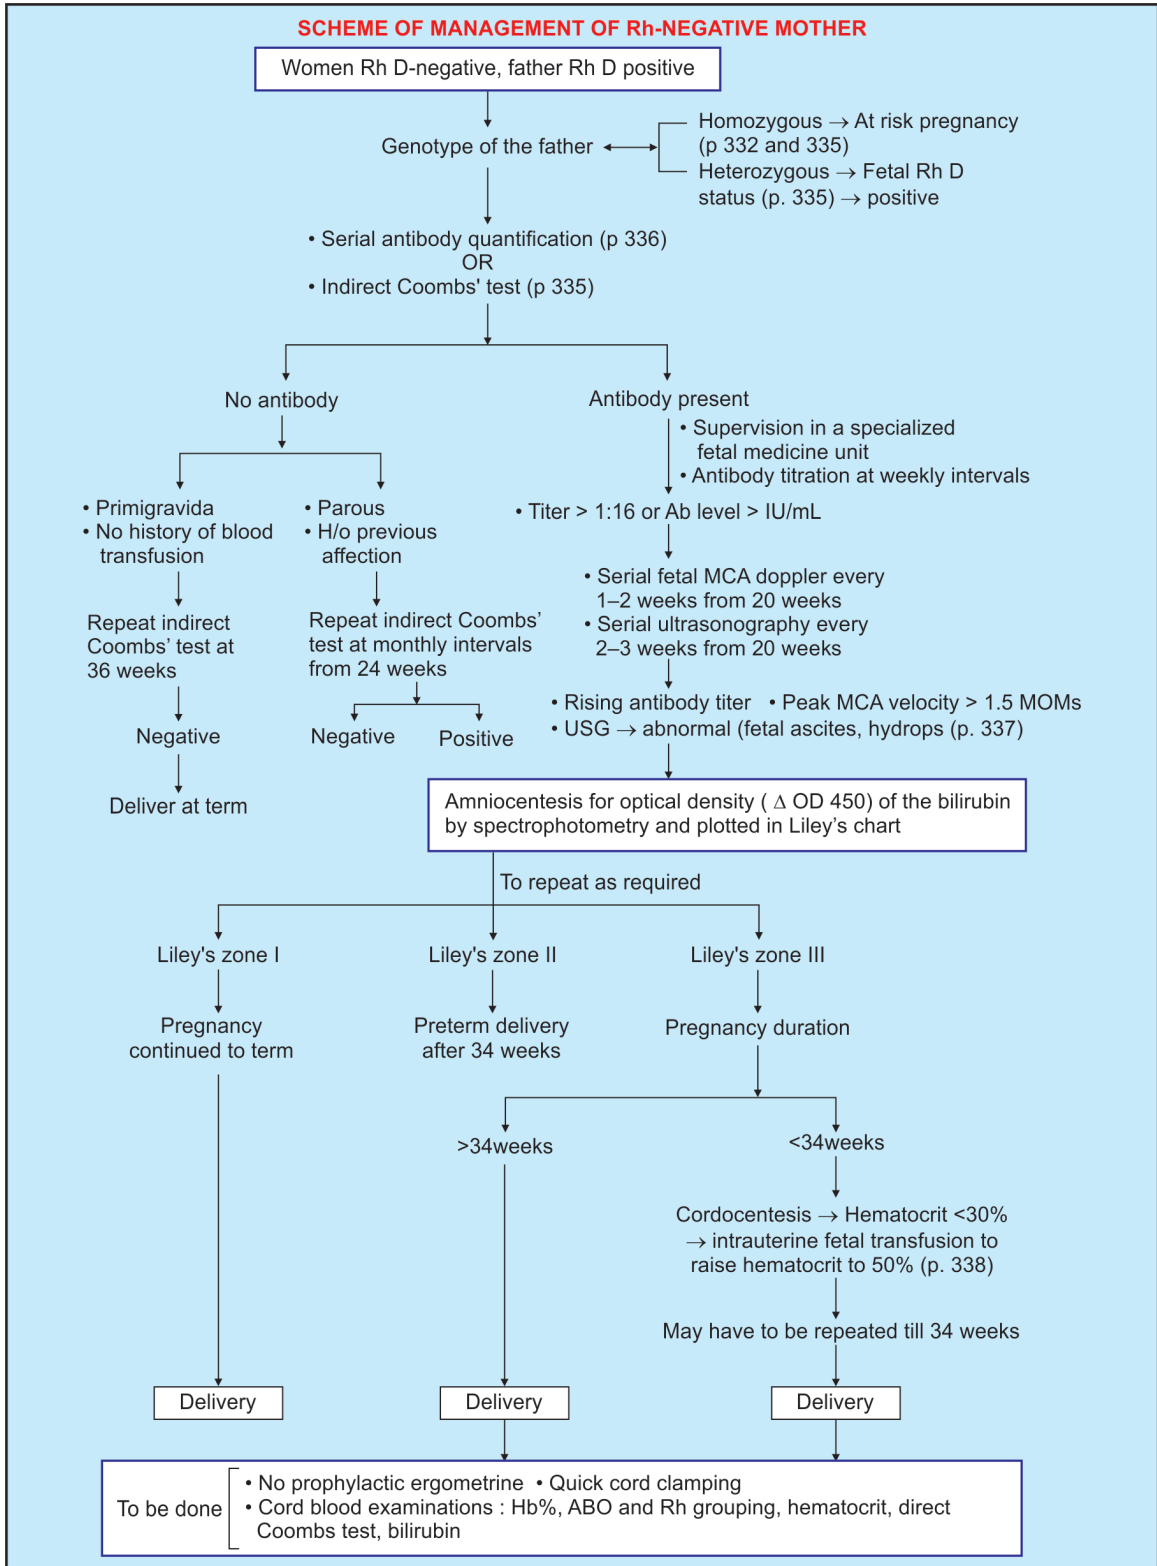 SCHEME OF MANAGEMENT OF Rh-NEGATIVE MOTHER
Women Rh D-negative, father Rh D positive
Genotype of the father
Homozygous → At risk pregnancy
(p 332 and 335)
Heterozygous → Fetal Rh D
status (p. 335) → positive
• Serial antibody quantification (p 336)
OR
• Indirect Coombs' test (p 335)
No antibody
Antibody present
• Supervision in a specialized
fetal medicine unit
• Antibody titration at weekly intervals
• Primigravida
• No history of blood
transfusion
• Parous
• H/o previous
affection
• Titer > 1:16 or Ab level > IU/mL
• Serial fetal MCA doppler every
1–2 weeks from 20 weeks
• Serial ultrasonography every
2–3 weeks from 20 weeks
Repeat indirect
Coombs’ test at
36 weeks
Repeat indirect Coombs’
test at monthly intervals
from 24 weeks
• Rising antibody titer • Peak MCA velocity > 1.5 MOMs
• USG → abnormal (fetal ascites, hydrops (p. 337)
Negative
Negative
Positive
Deliver at term
Amniocentesis for optical density ( Δ OD 450) of the bilirubin
by spectrophotometry and plotted in Liley’s chart
To repeat as required
Liley's zone I
Liley's zone II
Liley's zone III
Pregnancy
continued to term
Preterm delivery
after 34 weeks
Pregnancy duration
>34weeks
<34weeks
Cordocentesis → Hematocrit <30%
→ intrauterine fetal transfusion to
raise hematocrit to 50% (p. 338)
May have to be repeated till 34 weeks
Delivery
Delivery
Delivery
To be done
• No prophylactic ergometrine • Quick cord clamping
• Cord blood examinations : Hb%, ABO and Rh grouping, hematocrit, direct
Coombs test, bilirubin